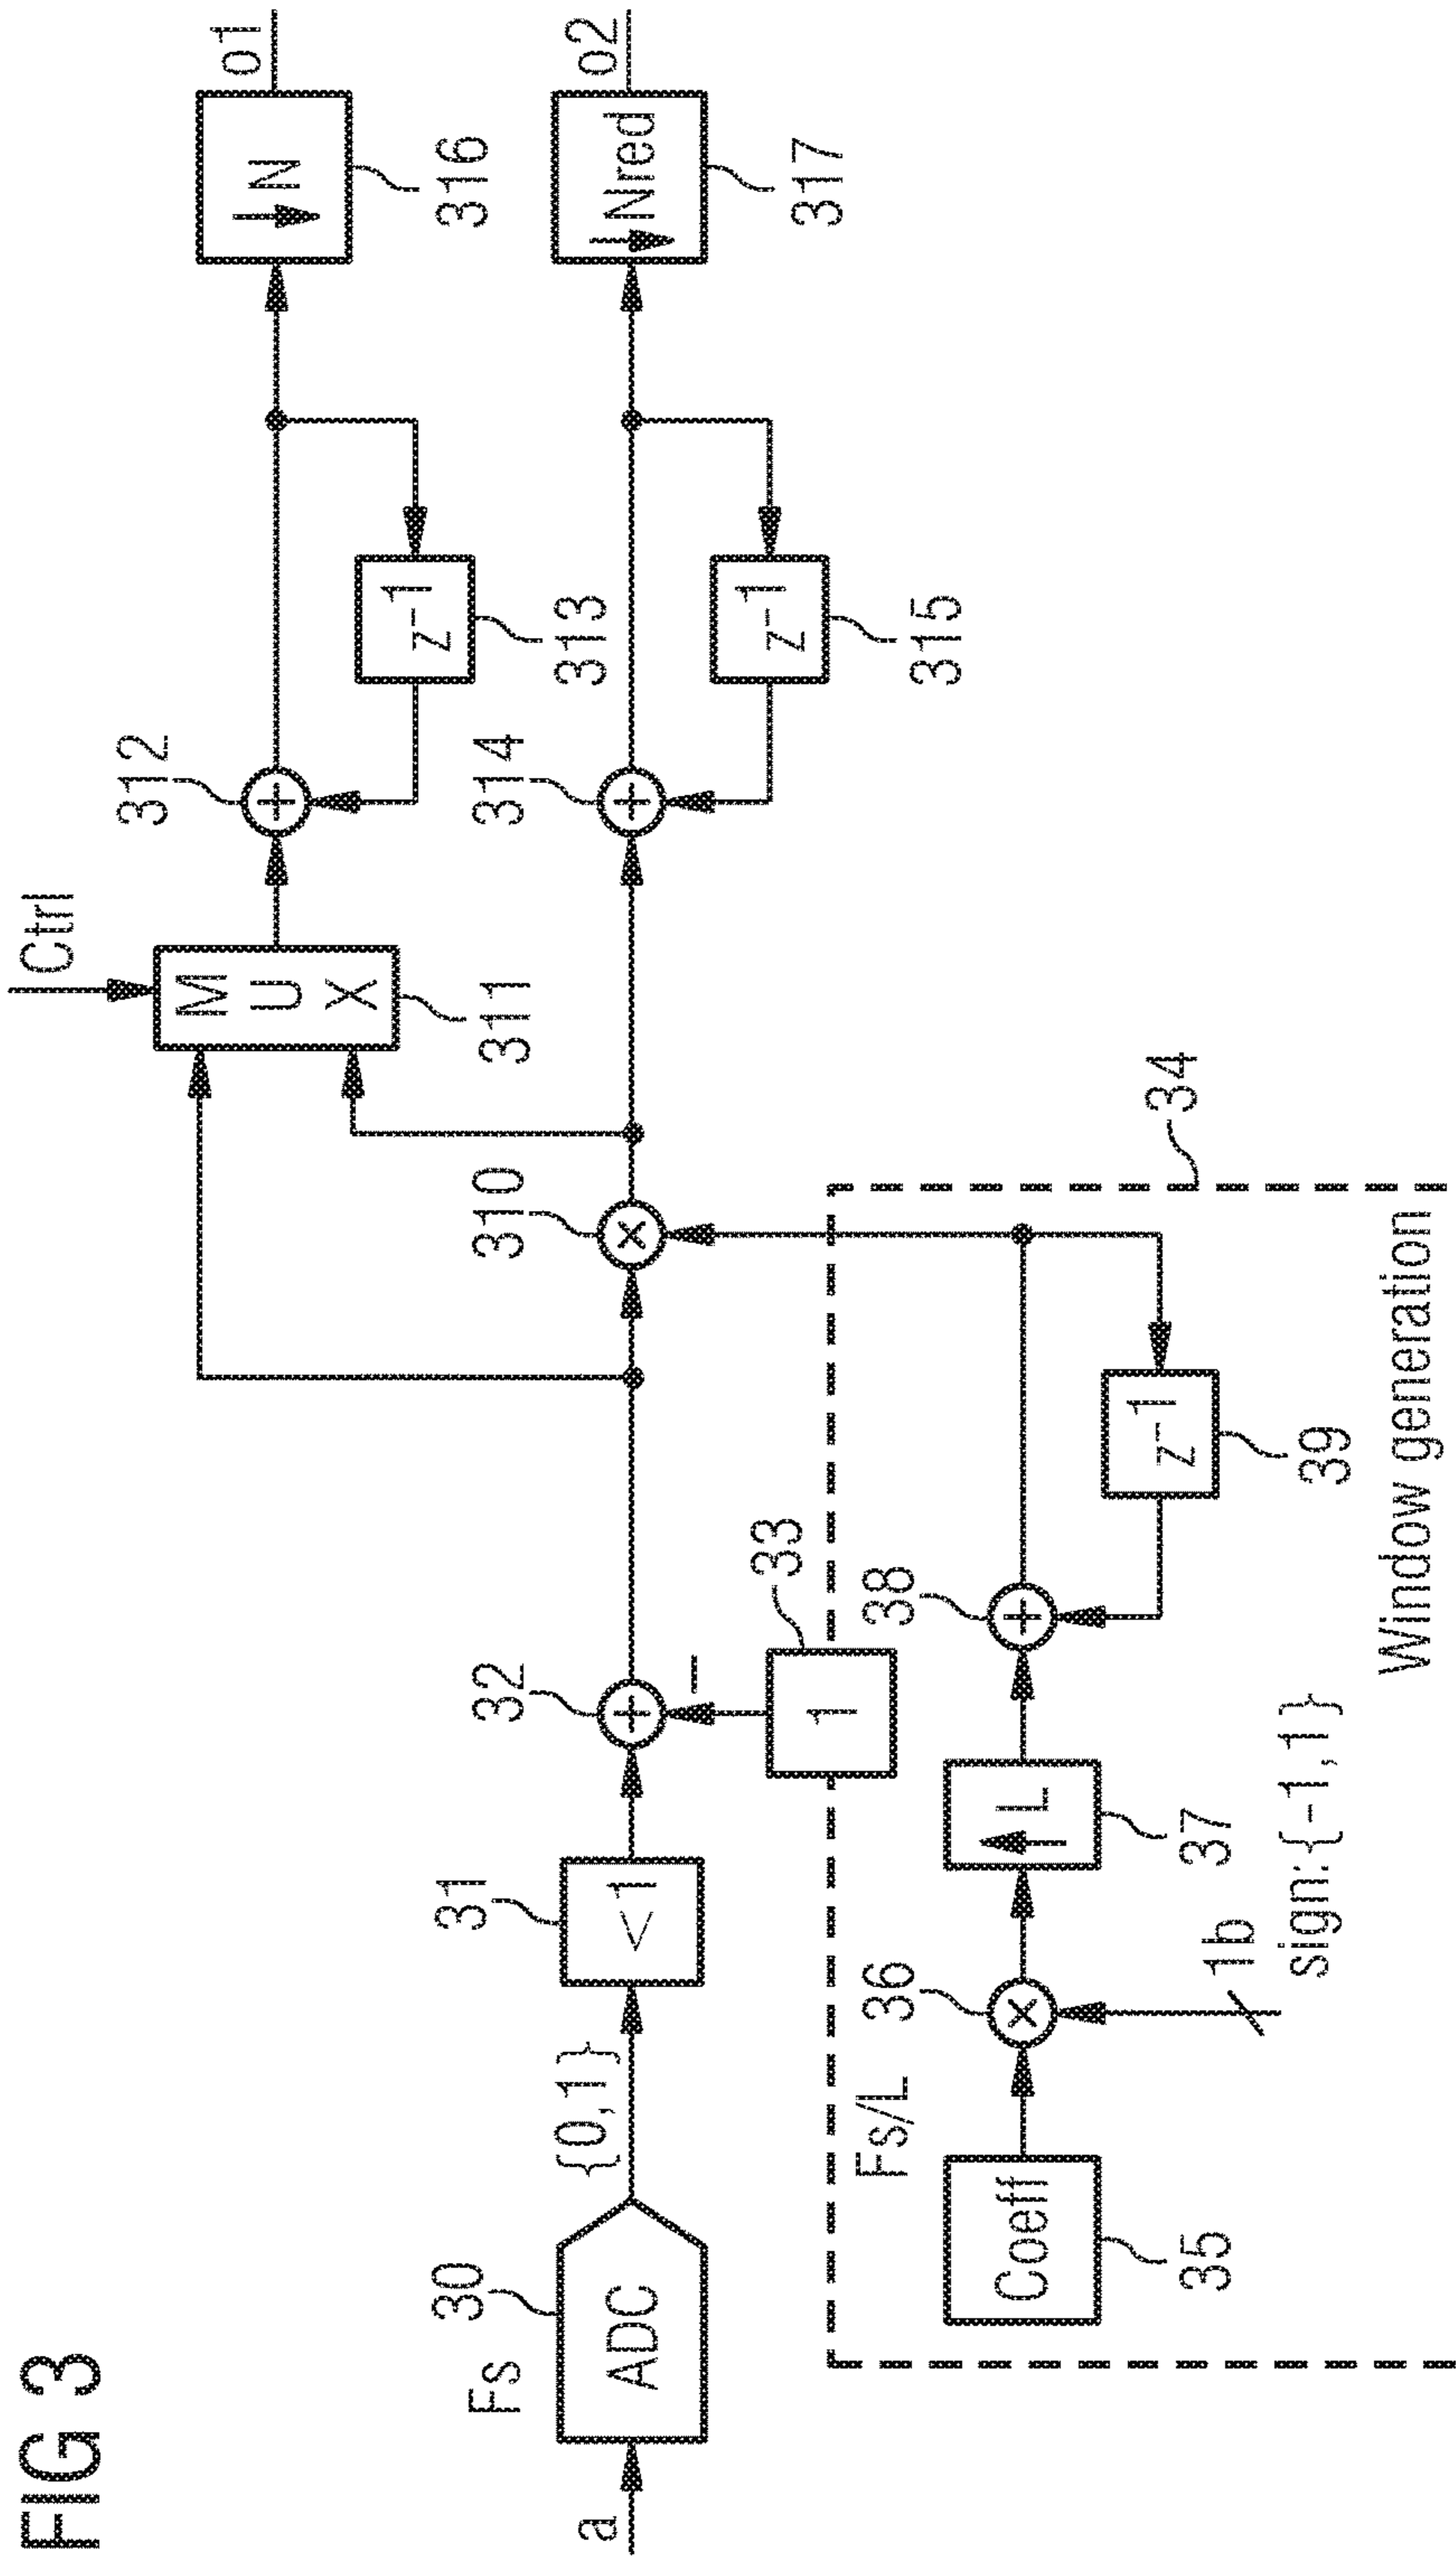 FIG 3
Ctrl
o1
↓N
316
312
M
U
X
311
z⁻¹
313
o2
↓Nred
317
314
z⁻¹
315
310
a
Fs
30
ADC
{0,1}
31
<1
32
–
33
1
34
Fs/L
35
Coeff
36
1b
sign:{-1,1}
↑L
37
38
z⁻¹
39
Window generation